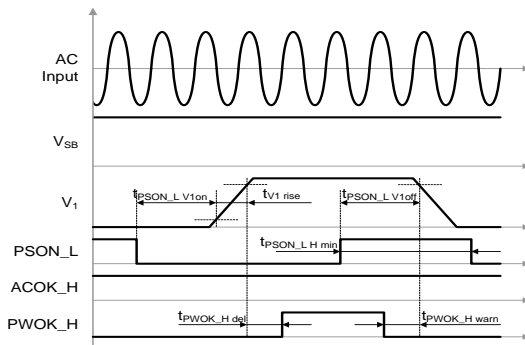 AC
Input
VSB
V1
tPSON_L V1on
tV1 rise
tPSON_L V1off
PSON_L
tPSON_L H min
ACOK_H
PWOK_H
tPWOK_H del
tPWOK_H warn